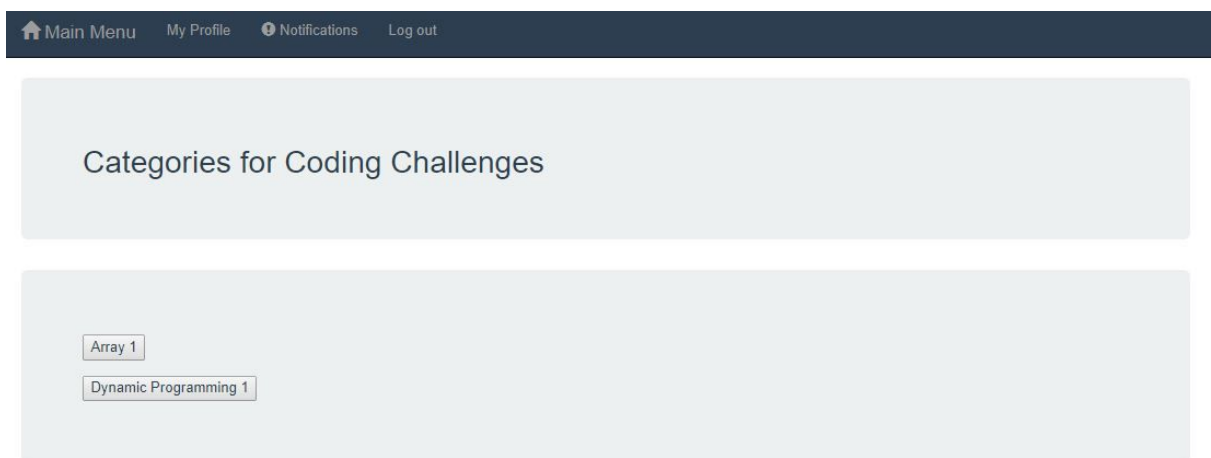 Main Menu My Profile Notifications Log out
Categories for Coding Challenges
Array 1
Dynamic Programming 1